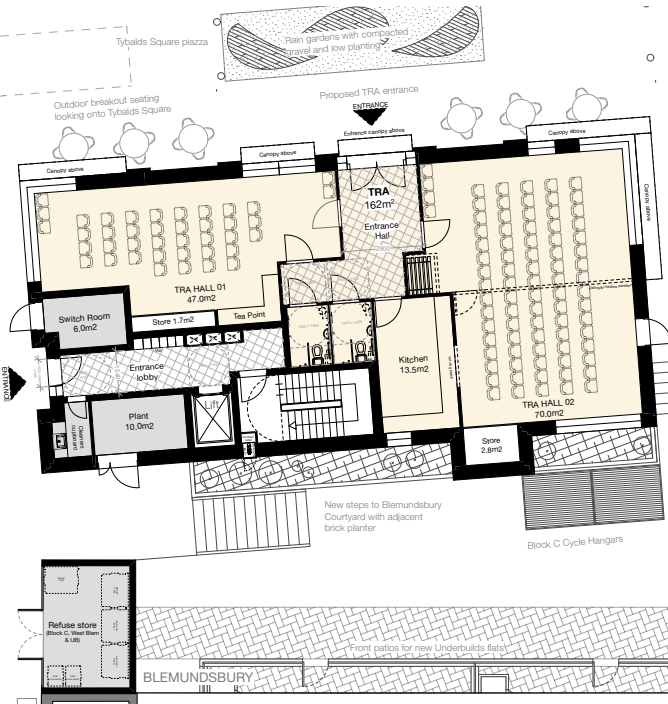 Tybalds Square piazza
Rain gardens with compacted
gravel and low planting
Outdoor breakout seating
looking onto Tybalds Square
Proposed TRA entrance
ENTRANCE
Entrance canopy above
Canopy above
Canopy above
Canopy above
Canopy above
TRA
162m²
Entrance
Hall
TRA HALL 01
47.0m2
Switch Room
6.0m2
Store 1.7m2
Tea Point
Entrance
lobby
ENTRANCE
Kitchen
13.5m2
TRA HALL 02
70.0m2
Plant
10.0m2
Lift
Cleaners
cupboard
Store
2.8m2
New steps to Blemundsbury
Courtyard with adjacent
brick planter
Block C Cycle Hangars
Refuse store
(Block C, West Blem
& UB)
Front patios for new Underbuilds flats
BLEMUNDSBURY